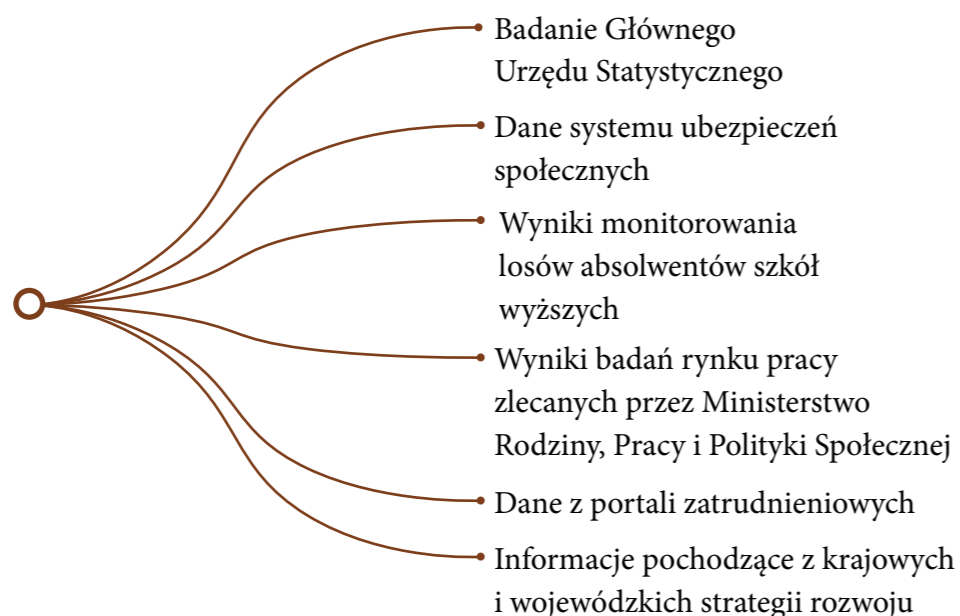 Badanie Głównego
Urzędu Statystycznego
Dane systemu ubezpieczeń
społecznych
Wyniki monitorowania
losów absolwentów szkół
wyższych
Wyniki badań rynku pracy
zlecanych przez Ministerstwo
Rodziny, Pracy i Polityki Społecznej
Dane z portali zatrudnieniowych
Informacje pochodzące z krajowych
i wojewódzkich strategii rozwoju